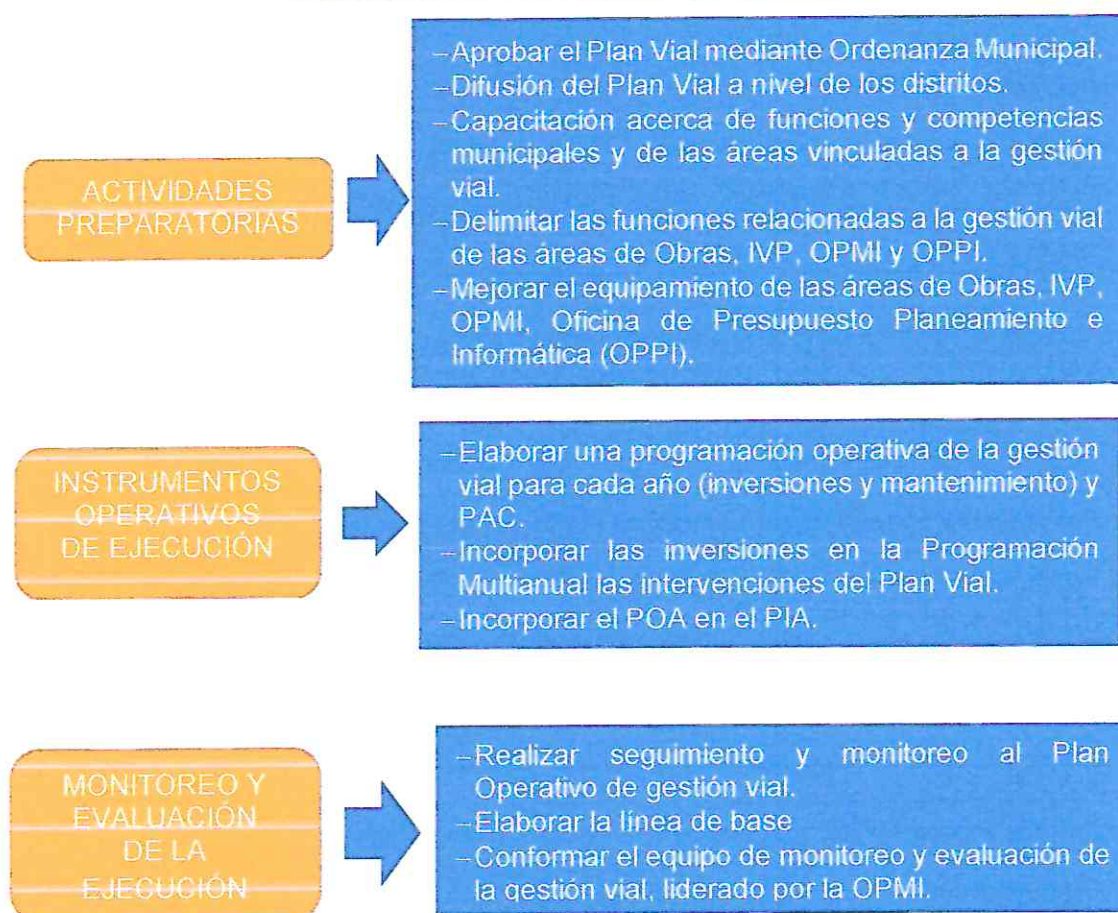 ACTIVIDADES
PREPARATORIAS
–Aprobar el Plan Vial mediante Ordenanza Municipal.
–Difusión del Plan Vial a nivel de los distritos.
–Capacitación acerca de funciones y competencias
municipales y de las áreas vinculadas a la gestión
vial.
–Delimitar las funciones relacionadas a la gestión vial
de las áreas de Obras, IVP, OPMI y OPPI.
–Mejorar el equipamiento de las áreas de Obras, IVP,
OPMI, Oficina de Presupuesto Planeamiento e
Informática (OPPI).
INSTRUMENTOS
OPERATIVOS
DE EJECUCIÓN
–Elaborar una programación operativa de la gestión
vial para cada año (inversiones y mantenimiento) y
PAC.
–Incorporar las inversiones en la Programación
Multianual las intervenciones del Plan Vial.
–Incorporar el POA en el PIA.
MONITOREO Y
EVALUACIÓN
DE LA
EJECUCIÓN
–Realizar seguimiento y monitoreo al Plan
Operativo de gestión vial.
–Elaborar la línea de base
–Conformar el equipo de monitoreo y evaluación de
la gestión vial, liderado por la OPMI.